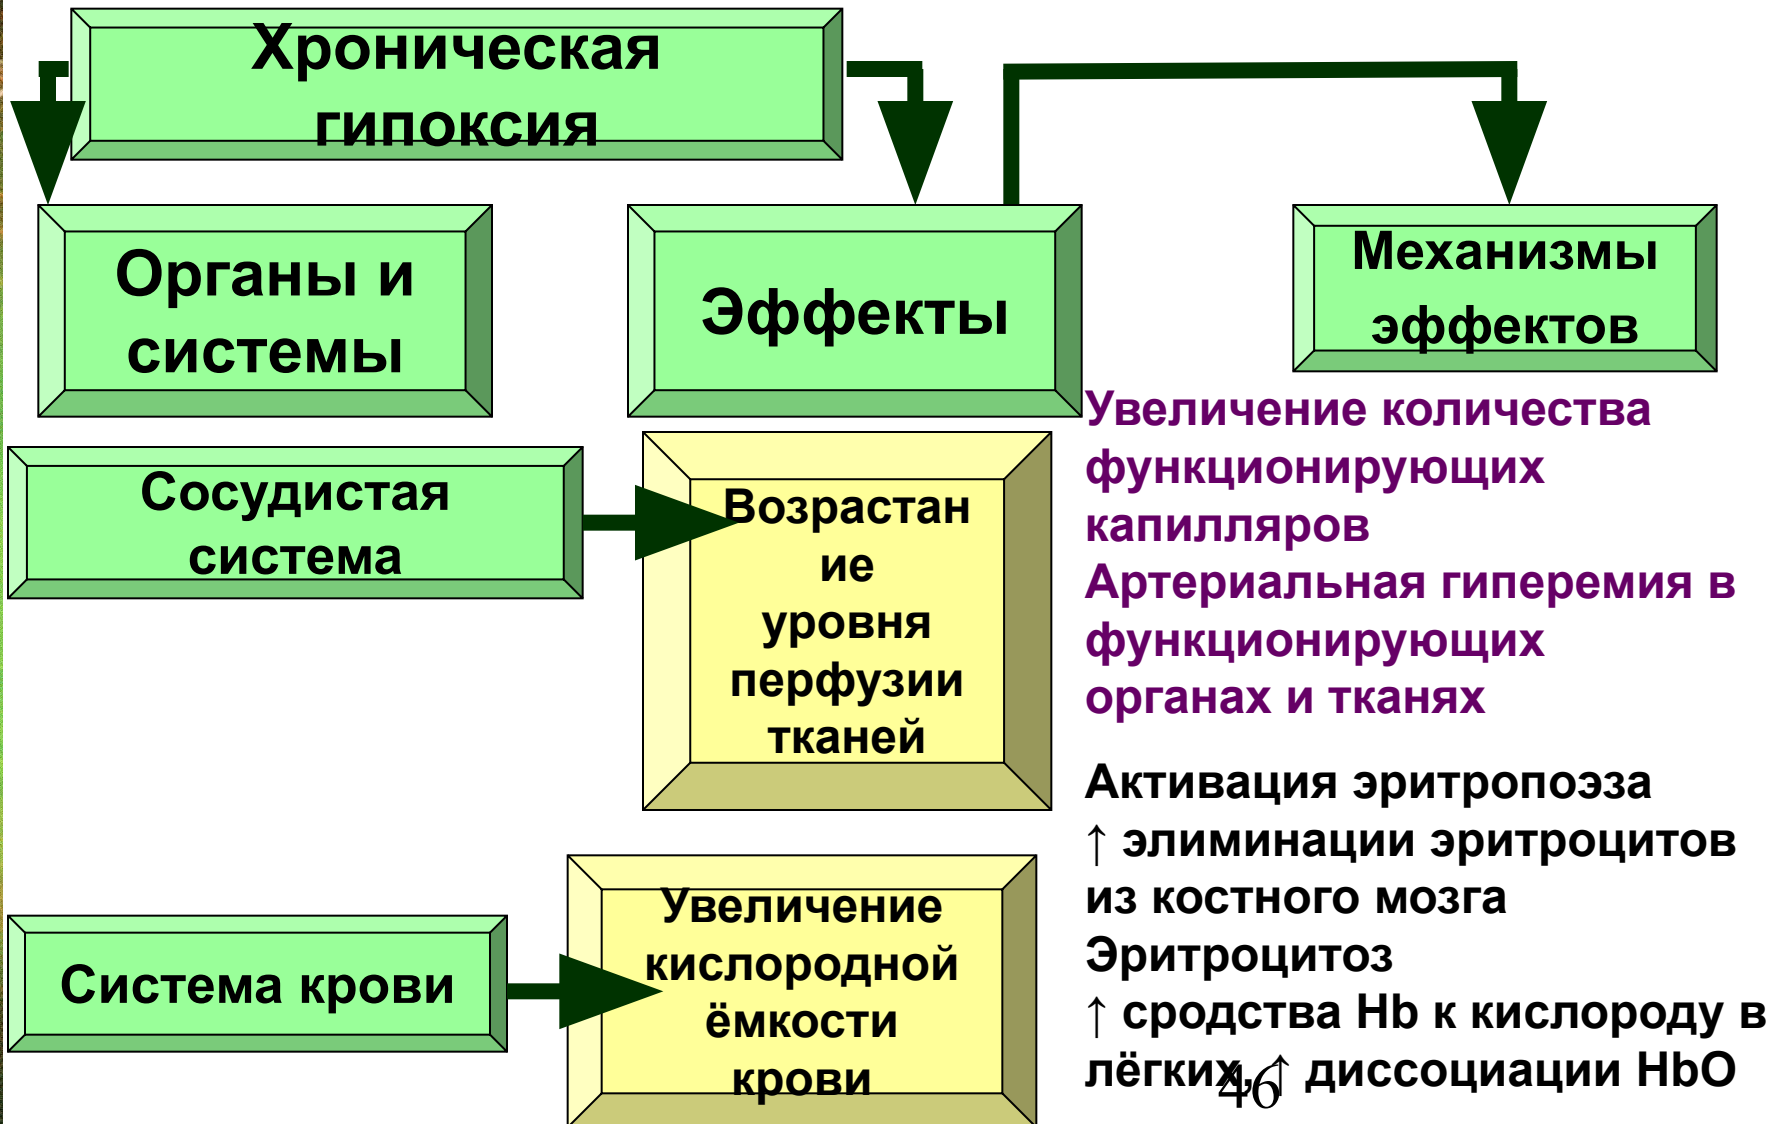 Хроническая
гипоксия
Органы и
системы
Эффекты
Механизмы
эффектов
Сосудистая
система
Возрастан
ие
уровня
перфузии
тканей
Увеличение количества
функционирующих
капилляров
Артериальная гиперемия в
функционирующих
органах и тканях
Система крови
Увеличение
кислородной
ёмкости
крови
Активация эритропоэза
↑ элиминации эритроцитов
из костного мозга
Эритроцитоз
↑ сродства Hb к кислороду в
лёгких, ↑ диссоциации HbO
46